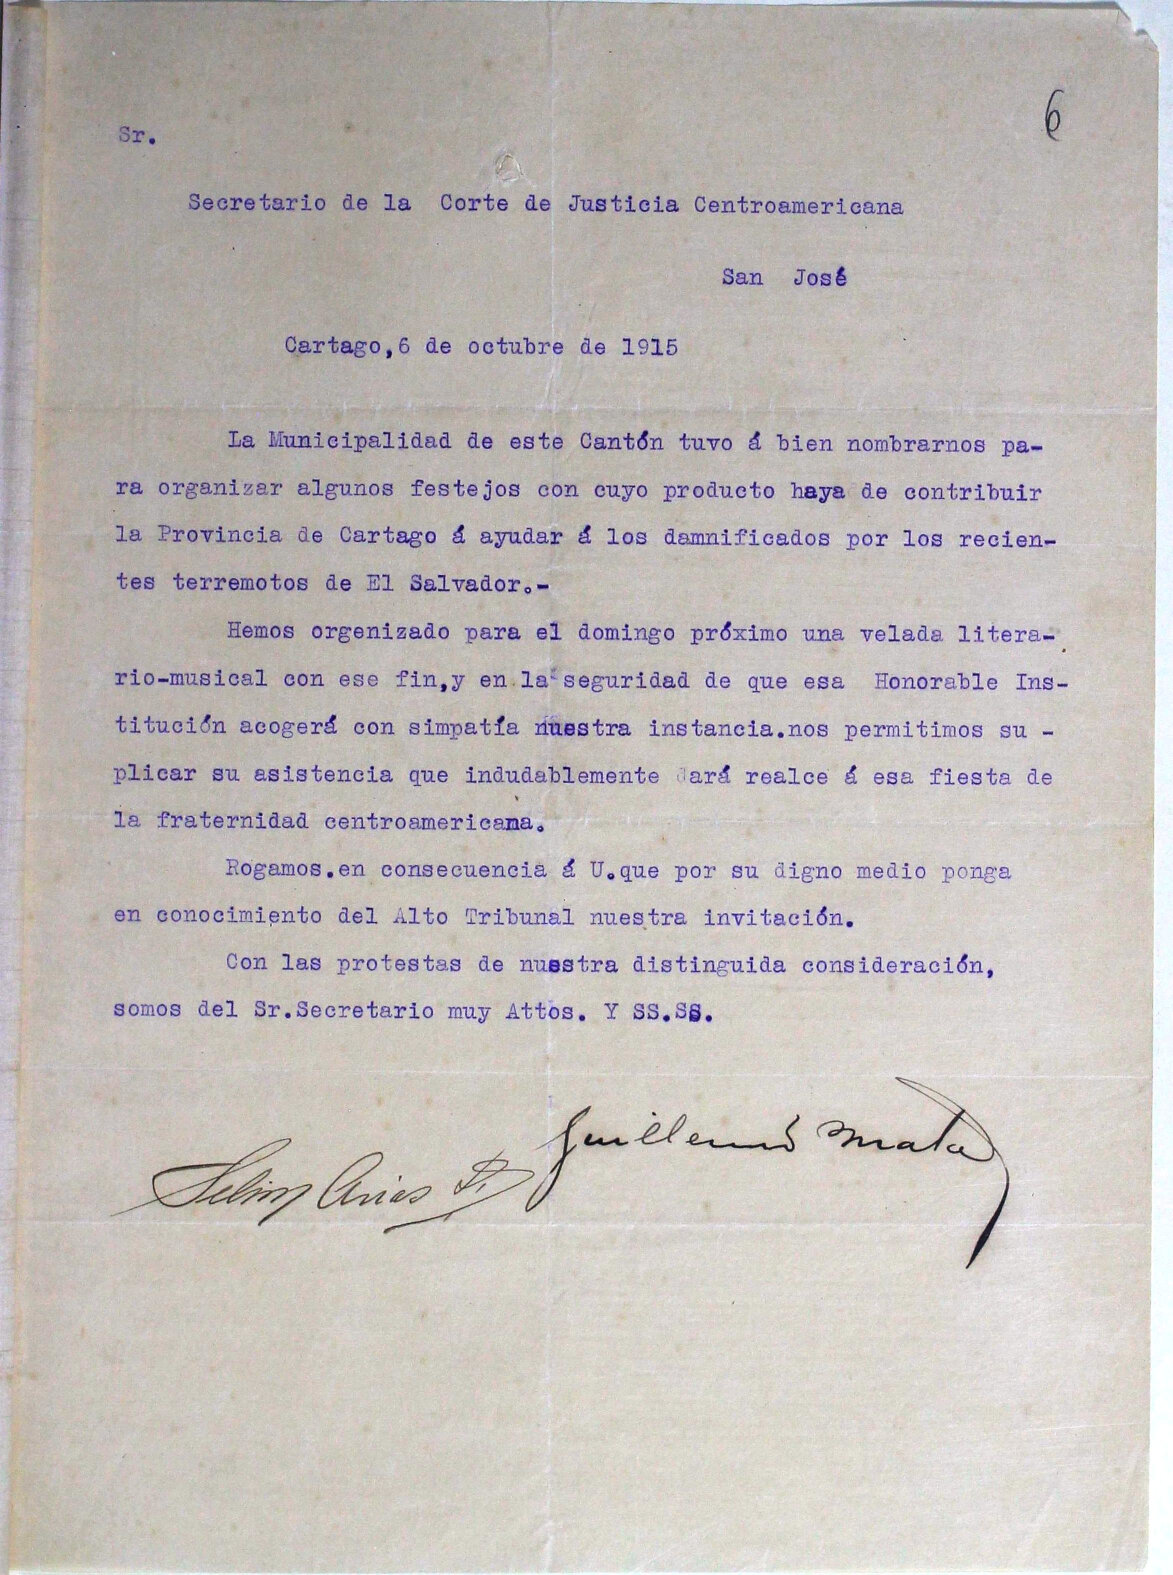 6
Sr.
Secretario de la Corte de Justicia Centroamericana
San José
Cartago,6 de octubre de 1915
La Municipalidad de este Cantón tuvo á bien nombrarnos pa-
ra organizar algunos festejos con cuyo producto haya de contribuir
la Provincia de Cartago á ayudar á los damnificados por los recien-
tes terremotos de El Salvador.-
Hemos orgenizado para el domingo próximo una velada litera-
rio-musical con ese fin,y en la seguridad de que esa Honorable Ins-
titución acogerá con simpatía nuestra instancia.nos permitimos su -
plicar su asistencia que indudablemente dará realce á esa fiesta de
la fraternidad centroamericana.
Rogamos.en consecuencia á U.que por su digno medio ponga
en conocimiento del Alto Tribunal nuestra invitación.
Con las protestas de nuestra distinguida consideración,
somos del Sr.Secretario muy Attos. Y SS.SS.
Guillermo Mata
Arias